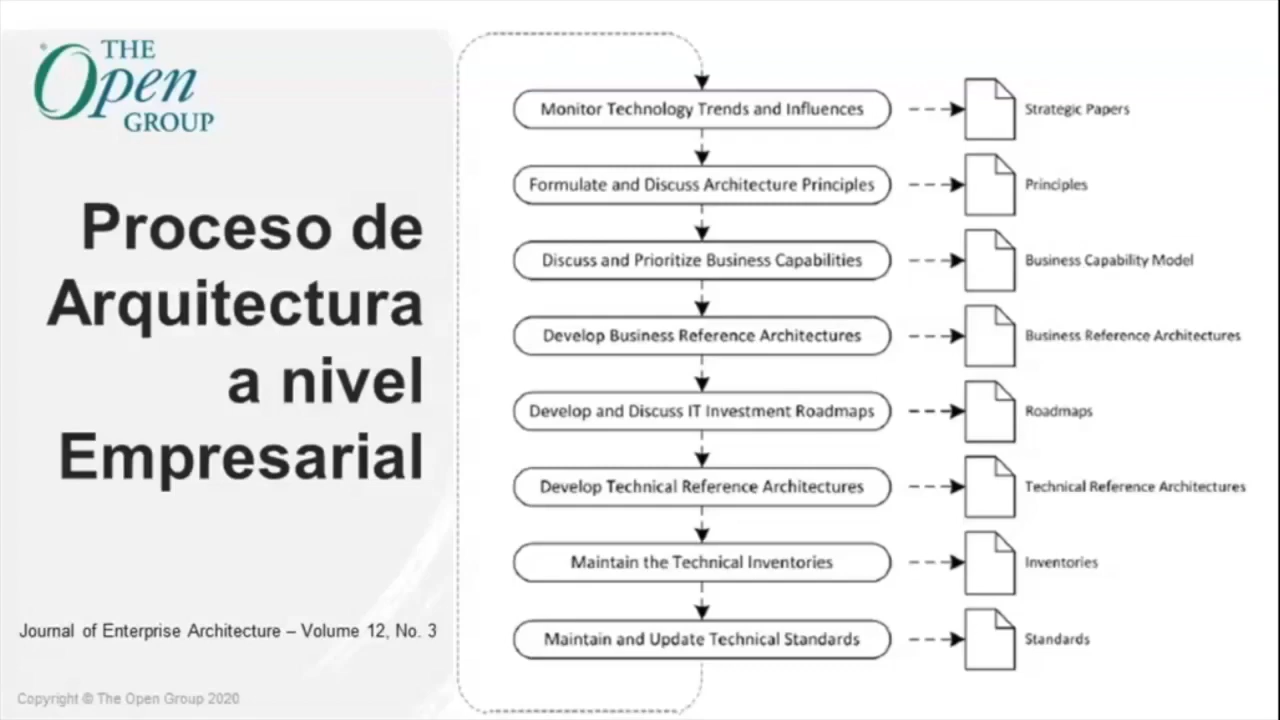 THE
Open
GROUP
Proceso de
Arquitectura
a nivel
Empresarial
Journal of Enterprise Architecture – Volume 12, No. 3
Copyright © The Open Group 2020
Monitor Technology Trends and Influences
Strategic Papers
Formulate and Discuss Architecture Principles
Principles
Discuss and Prioritize Business Capabilities
Business Capability Model
Develop Business Reference Architectures
Business Reference Architectures
Develop and Discuss IT Investment Roadmaps
Roadmaps
Develop Technical Reference Architectures
Technical Reference Architectures
Maintain the Technical Inventories
Inventories
Maintain and Update Technical Standards
Standards